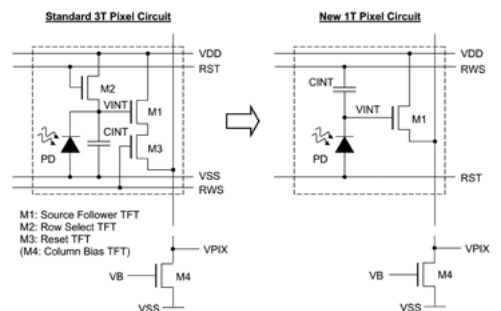 Standard 3T Pixel Circuit
VDD
RST
M2
VINT
M1
CINT
M3
PD
VSS
RWS
M1: Source Follower TFT
M2: Row Select TFT
M3: Reset TFT
(M4: Column Bias TFT)
VPIX
VB
M4
VSS
New 1T Pixel Circuit
VDD
RWS
CINT
VINT
M1
PD
RST
VPIX
VB
M4
VSS